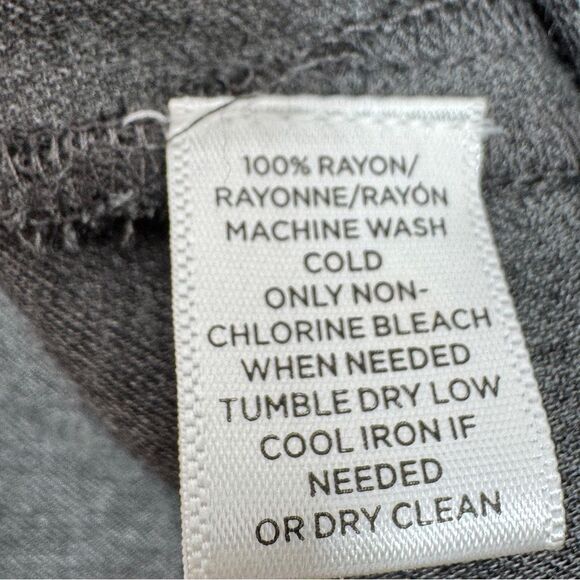 100% RAYON/
RAYONNE/RAYÓN
MACHINE WASH
COLD
ONLY NON-
CHLORINE BLEACH
WHEN NEEDED
TUMBLE DRY LOW
COOL IRON IF
NEEDED
OR DRY CLEAN